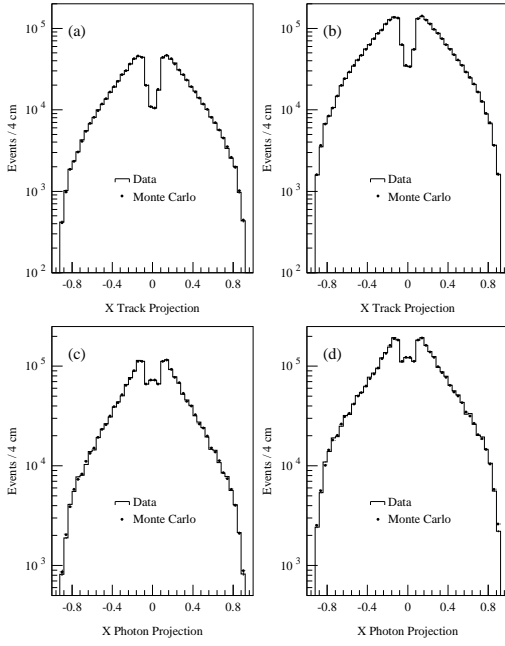 (a)
Events / 4 cm
10^5
10^4
10^3
10^2
Data
Monte Carlo
-0.8 -0.4 0 0.4 0.8
X Track Projection
(b)
Events / 4 cm
10^5
10^4
10^3
10^2
Data
Monte Carlo
-0.8 -0.4 0 0.4 0.8
X Track Projection
(c)
Events / 4 cm
10^5
10^4
10^3
Data
Monte Carlo
-0.8 -0.4 0 0.4 0.8
X Photon Projection
(d)
Events / 4 cm
10^5
10^4
10^3
Data
Monte Carlo
-0.8 -0.4 0 0.4 0.8
X Photon Projection